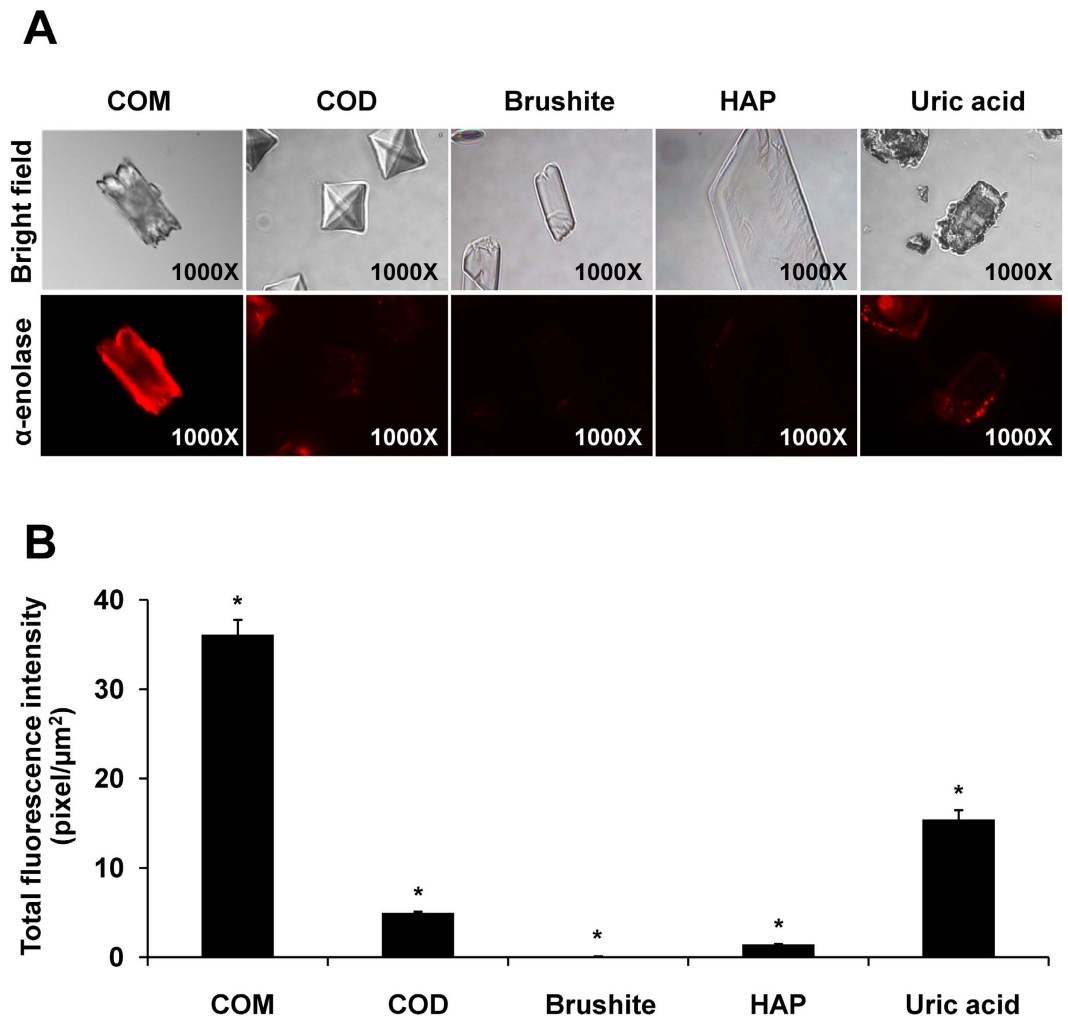 A
COM COD Brushite HAP Uric acid
Bright field
1000X 1000X 1000X 1000X 1000X
α-enolase
1000X 1000X 1000X 1000X 1000X
B
Total fluorescence intensity
(pixel/µm²)
40
30
20
10
0
* * * * *
COM COD Brushite HAP Uric acid